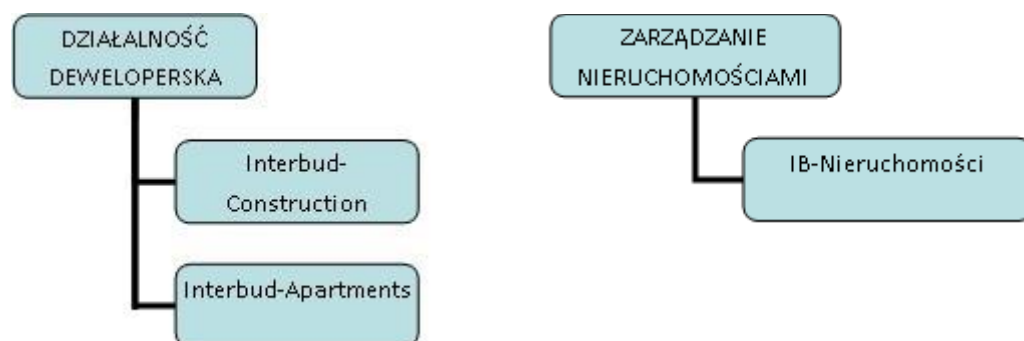 DZIAŁALNOŚĆ
DEWELOPERSKA
Interbud-
Construction
Interbud-Apartments
ZARZĄDZANIE
NIERUCHOMOŚCIAMI
IB-Nieruchomości